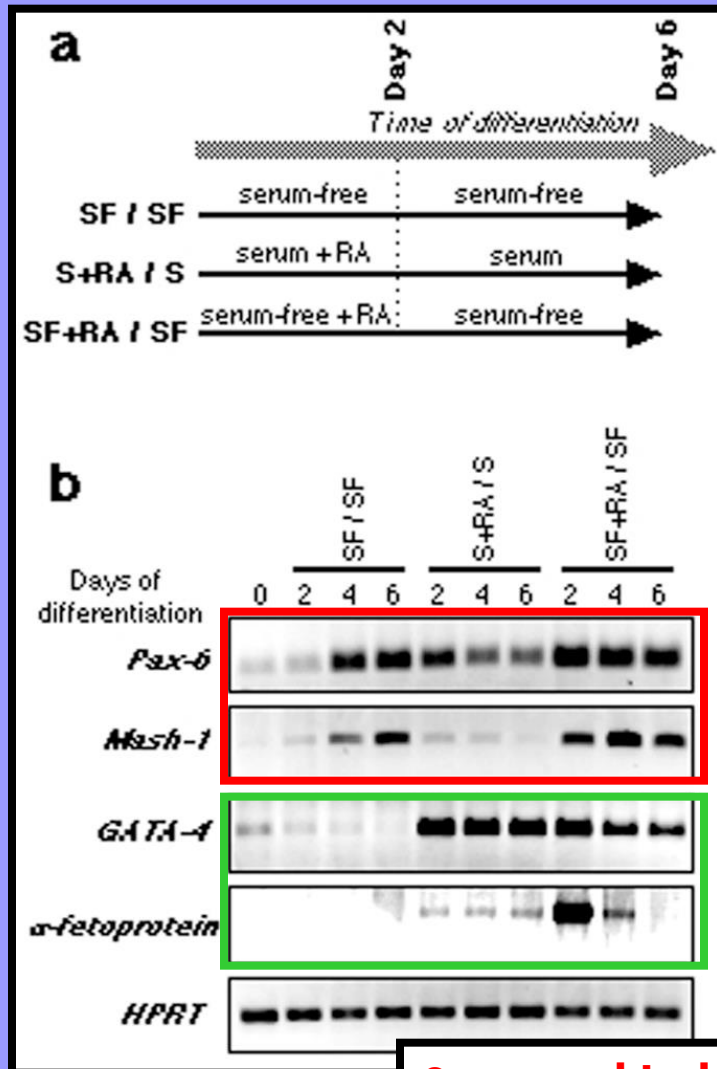 a
Day 2
Day 6
Time of differentiation
SF / SF
serum-free
serum-free
S+RA / S
serum + RA
serum
SF+RA / SF
serum-free + RA
serum-free
b
SF / SF
S+RA / S
SF+RA / SF
Days of
differentiation
0 2 4 6 2 4 6 2 4 6
Pax-6
Mash-1
GATA-4
α-fetoprotein
HPRT